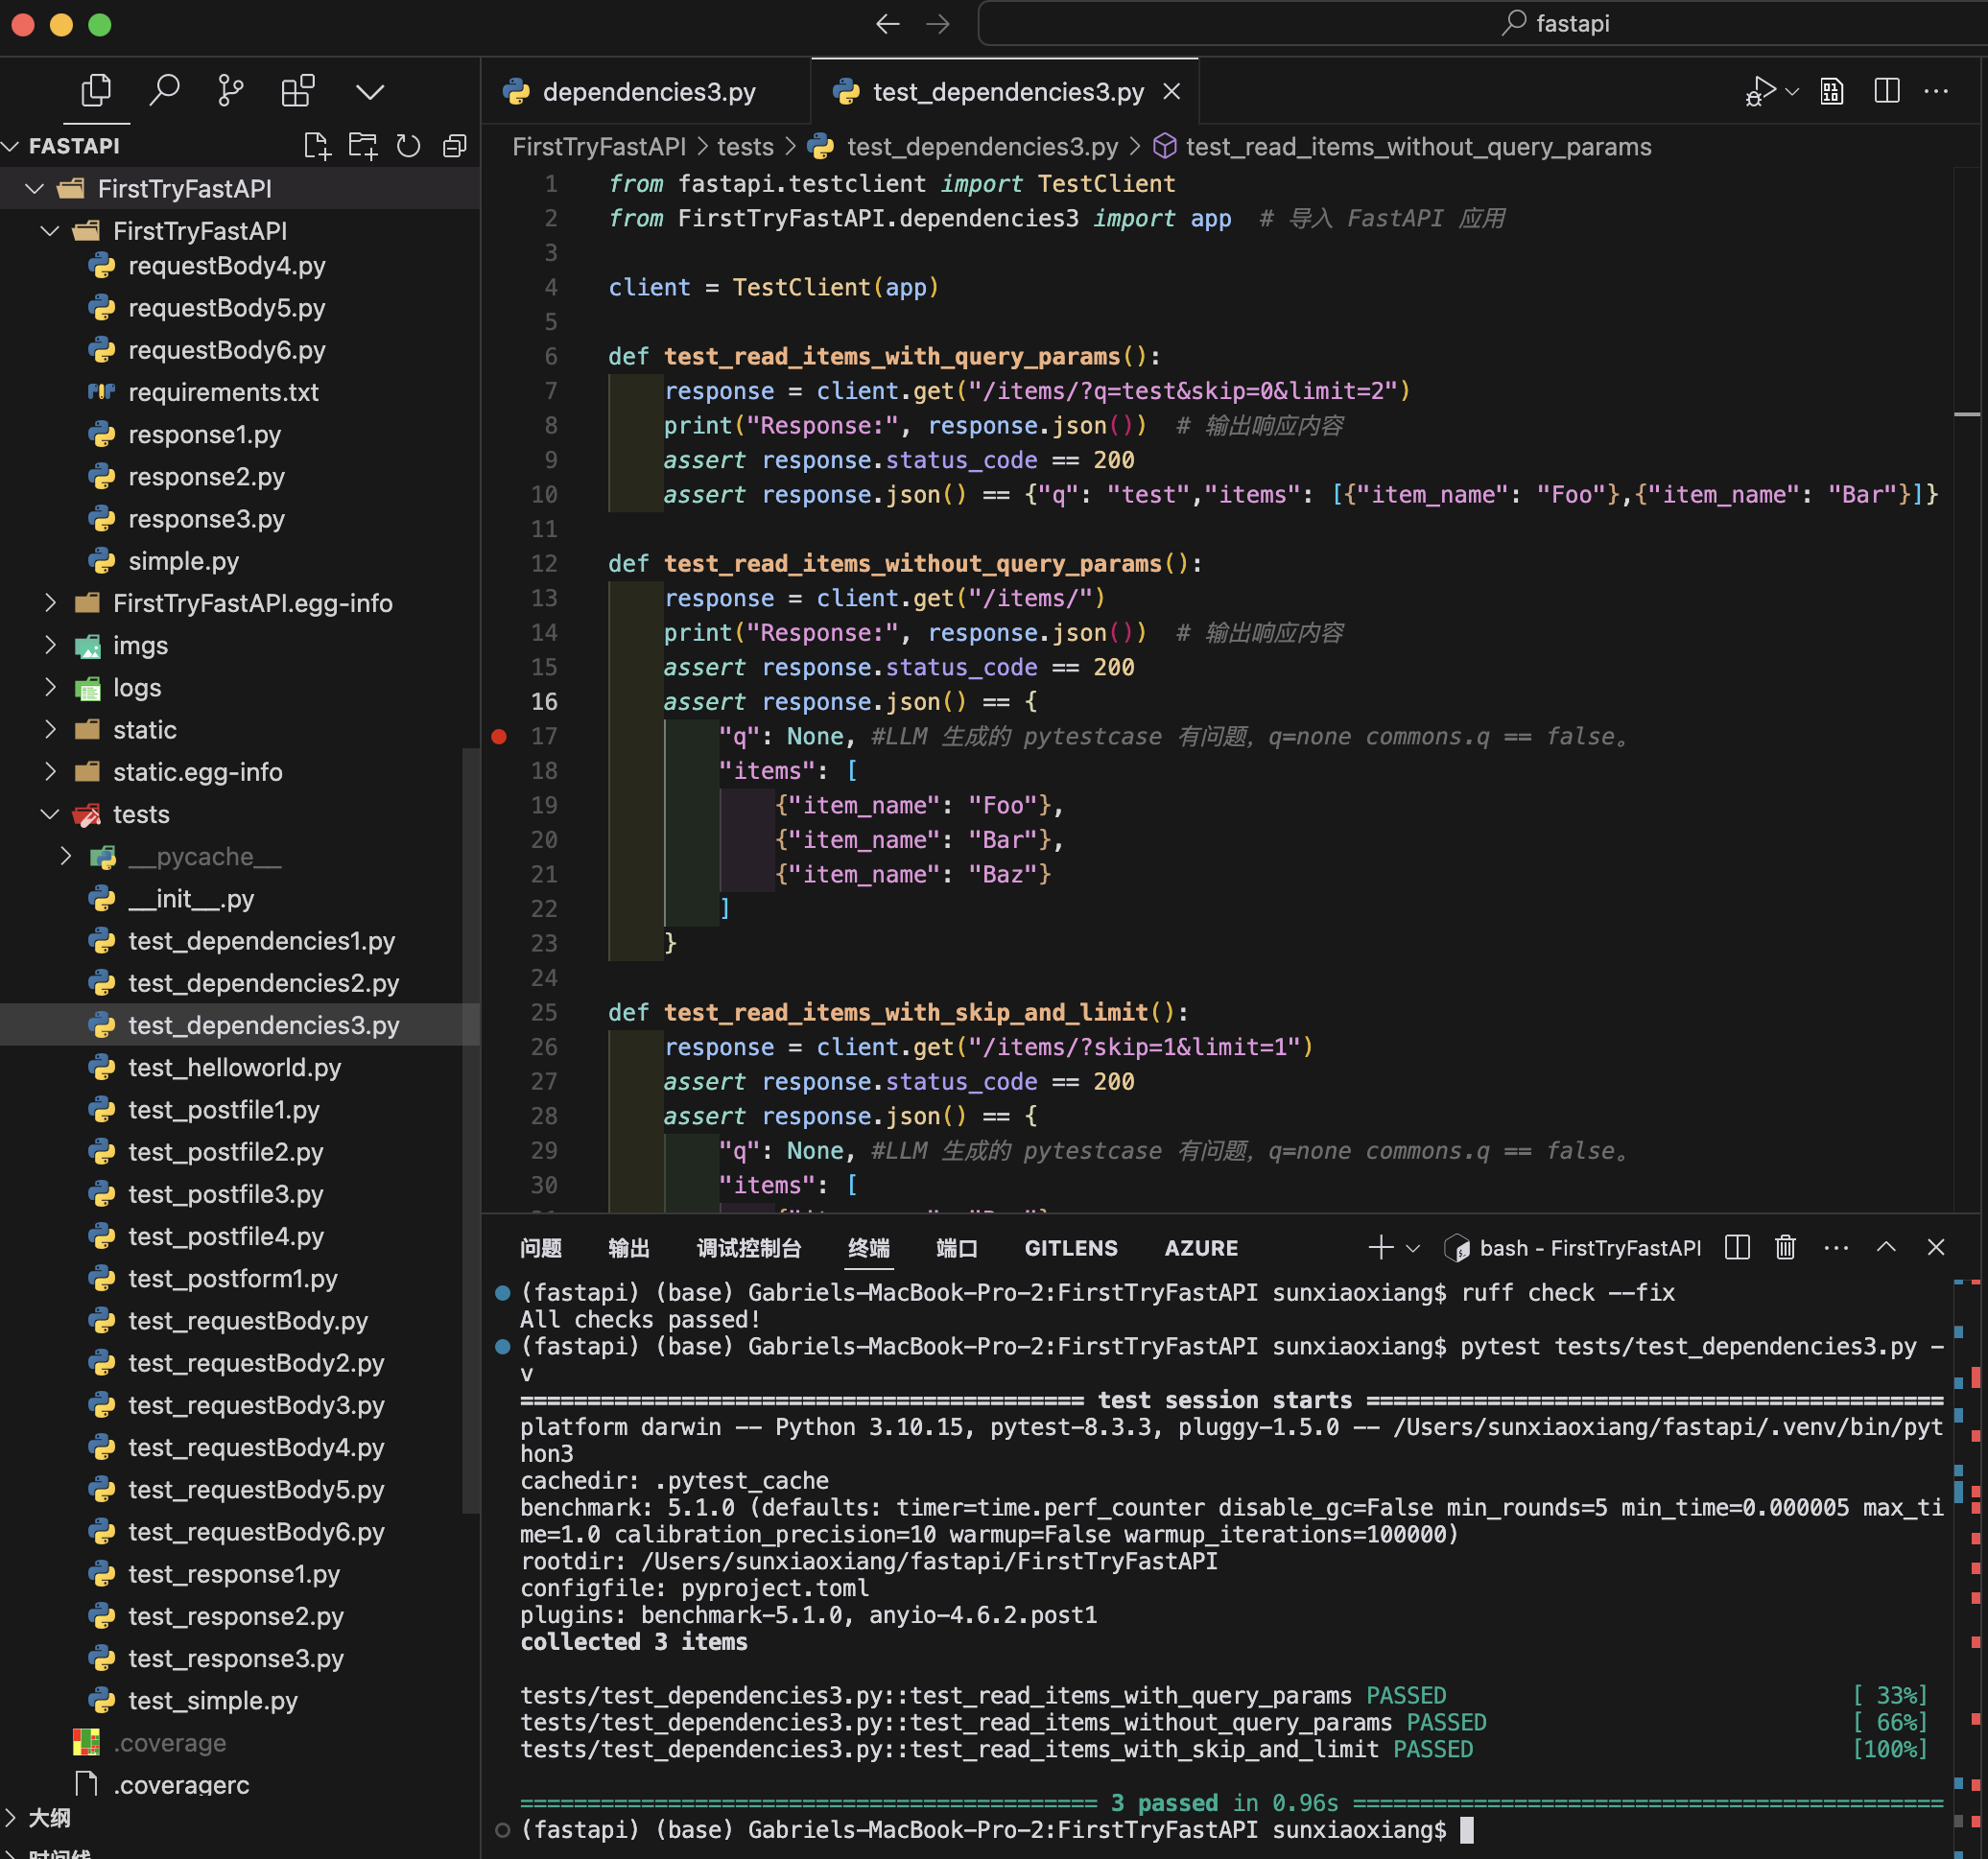 fastapi
FASTAPI
FirstTryFastAPI
FirstTryFastAPI
requestBody4.py
requestBody5.py
requestBody6.py
requirements.txt
response1.py
response2.py
response3.py
simple.py
FirstTryFastAPI.egg-info
imgs
logs
static
static.egg-info
tests
__pycache__
__init__.py
test_dependencies1.py
test_dependencies2.py
test_dependencies3.py
test_helloworld.py
test_postfile1.py
test_postfile2.py
test_postfile3.py
test_postfile4.py
test_postform1.py
test_requestBody.py
test_requestBody2.py
test_requestBody3.py
test_requestBody4.py
test_requestBody5.py
test_requestBody6.py
test_response1.py
test_response2.py
test_response3.py
test_simple.py
.coverage
.coveragerc
大纲
时间线
dependencies3.py
test_dependencies3.py
FirstTryFastAPI > tests > test_dependencies3.py > test_read_items_without_query_params
1 from fastapi.testclient import TestClient
2 from FirstTryFastAPI.dependencies3 import app # 导入 FastAPI 应用
3
4 client = TestClient(app)
5
6 def test_read_items_with_query_params():
7 response = client.get("/items/?q=test&skip=0&limit=2")
8 print("Response:", response.json()) # 输出响应内容
9 assert response.status_code == 200
10 assert response.json() == {"q": "test","items": [{"item_name": "Foo"},{"item_name": "Bar"}]}
11
12 def test_read_items_without_query_params():
13 response = client.get("/items/")
14 print("Response:", response.json()) # 输出响应内容
15 assert response.status_code == 200
16 assert response.json() == {
17 "q": None, #LLM 生成的 pytestcase 有问题，q=none commons.q == false。
18 "items": [
19 {"item_name": "Foo"},
20 {"item_name": "Bar"},
21 {"item_name": "Baz"}
22 ]
23 }
24
25 def test_read_items_with_skip_and_limit():
26 response = client.get("/items/?skip=1&limit=1")
27 assert response.status_code == 200
28 assert response.json() == {
29 "q": None, #LLM 生成的 pytestcase 有问题，q=none commons.q == false。
30 "items": [
问题 输出 调试控制台 终端 端口 GITLENS AZURE bash - FirstTryFastAPI
(fastapi) (base) Gabriels-MacBook-Pro-2:FirstTryFastAPI sunxiaoxiang$ ruff check --fix
All checks passed!
(fastapi) (base) Gabriels-MacBook-Pro-2:FirstTryFastAPI sunxiaoxiang$ pytest tests/test_dependencies3.py -
v
========================================== test session starts ===========================================
platform darwin -- Python 3.10.15, pytest-8.3.3, pluggy-1.5.0 -- /Users/sunxiaoxiang/fastapi/.venv/bin/pyt
hon3
cachedir: .pytest_cache
benchmark: 5.1.0 (defaults: timer=time.perf_counter disable_gc=False min_rounds=5 min_time=0.000005 max_ti
me=1.0 calibration_precision=10 warmup=False warmup_iterations=100000)
rootdir: /Users/sunxiaoxiang/fastapi/FirstTryFastAPI
configfile: pyproject.toml
plugins: benchmark-5.1.0, anyio-4.6.2.post1
collected 3 items
tests/test_dependencies3.py::test_read_items_with_query_params PASSED [ 33%]
tests/test_dependencies3.py::test_read_items_without_query_params PASSED [ 66%]
tests/test_dependencies3.py::test_read_items_with_skip_and_limit PASSED [100%]
=========================================== 3 passed in 0.96s ============================================
(fastapi) (base) Gabriels-MacBook-Pro-2:FirstTryFastAPI sunxiaoxiang$